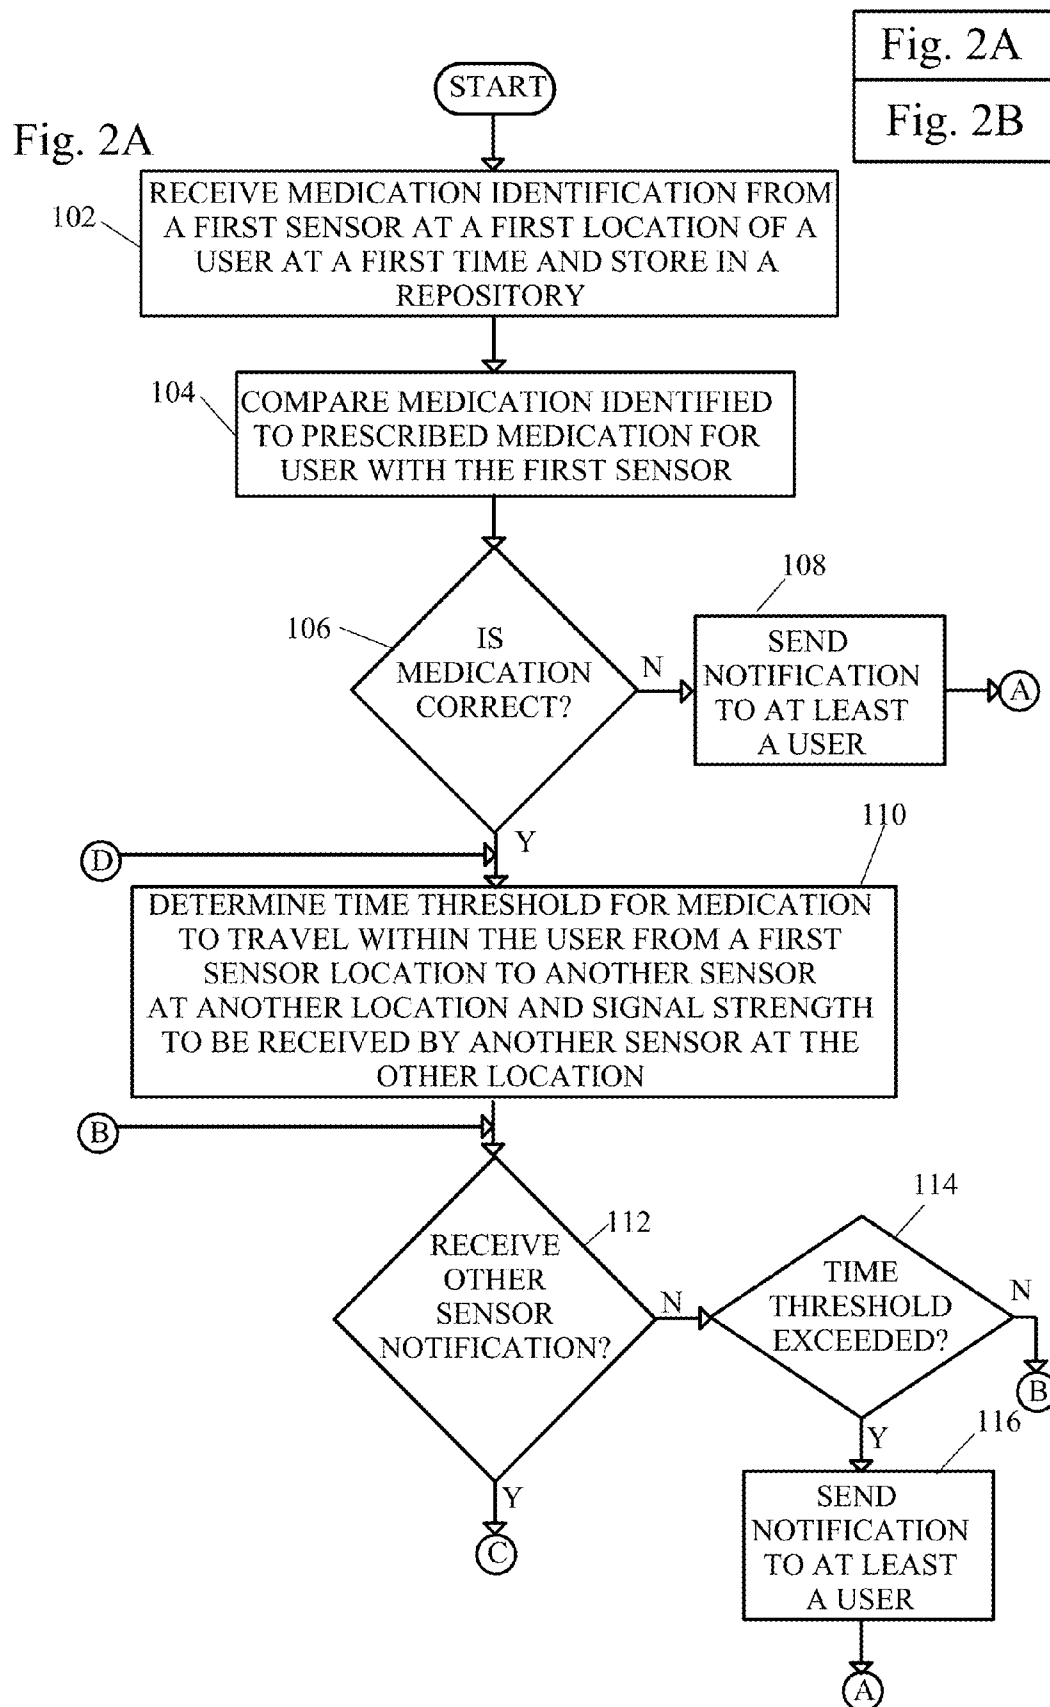 Fig. 2A
Fig. 2B
START
Fig. 2A
102
RECEIVE MEDICATION IDENTIFICATION FROM
A FIRST SENSOR AT A FIRST LOCATION OF A
USER AT A FIRST TIME AND STORE IN A
REPOSITORY
104
COMPARE MEDICATION IDENTIFIED
TO PRESCRIBED MEDICATION FOR
USER WITH THE FIRST SENSOR
106
IS
MEDICATION
CORRECT?
N
108
SEND
NOTIFICATION
TO AT LEAST
A USER
A
Y
D
110
DETERMINE TIME THRESHOLD FOR MEDICATION
TO TRAVEL WITHIN THE USER FROM A FIRST
SENSOR LOCATION TO ANOTHER SENSOR
AT ANOTHER LOCATION AND SIGNAL STRENGTH
TO BE RECEIVED BY ANOTHER SENSOR AT THE
OTHER LOCATION
B
112
RECEIVE
OTHER
SENSOR
NOTIFICATION?
N
114
TIME
THRESHOLD
EXCEEDED?
N
B
Y
C
Y
116
SEND
NOTIFICATION
TO AT LEAST
A USER
A